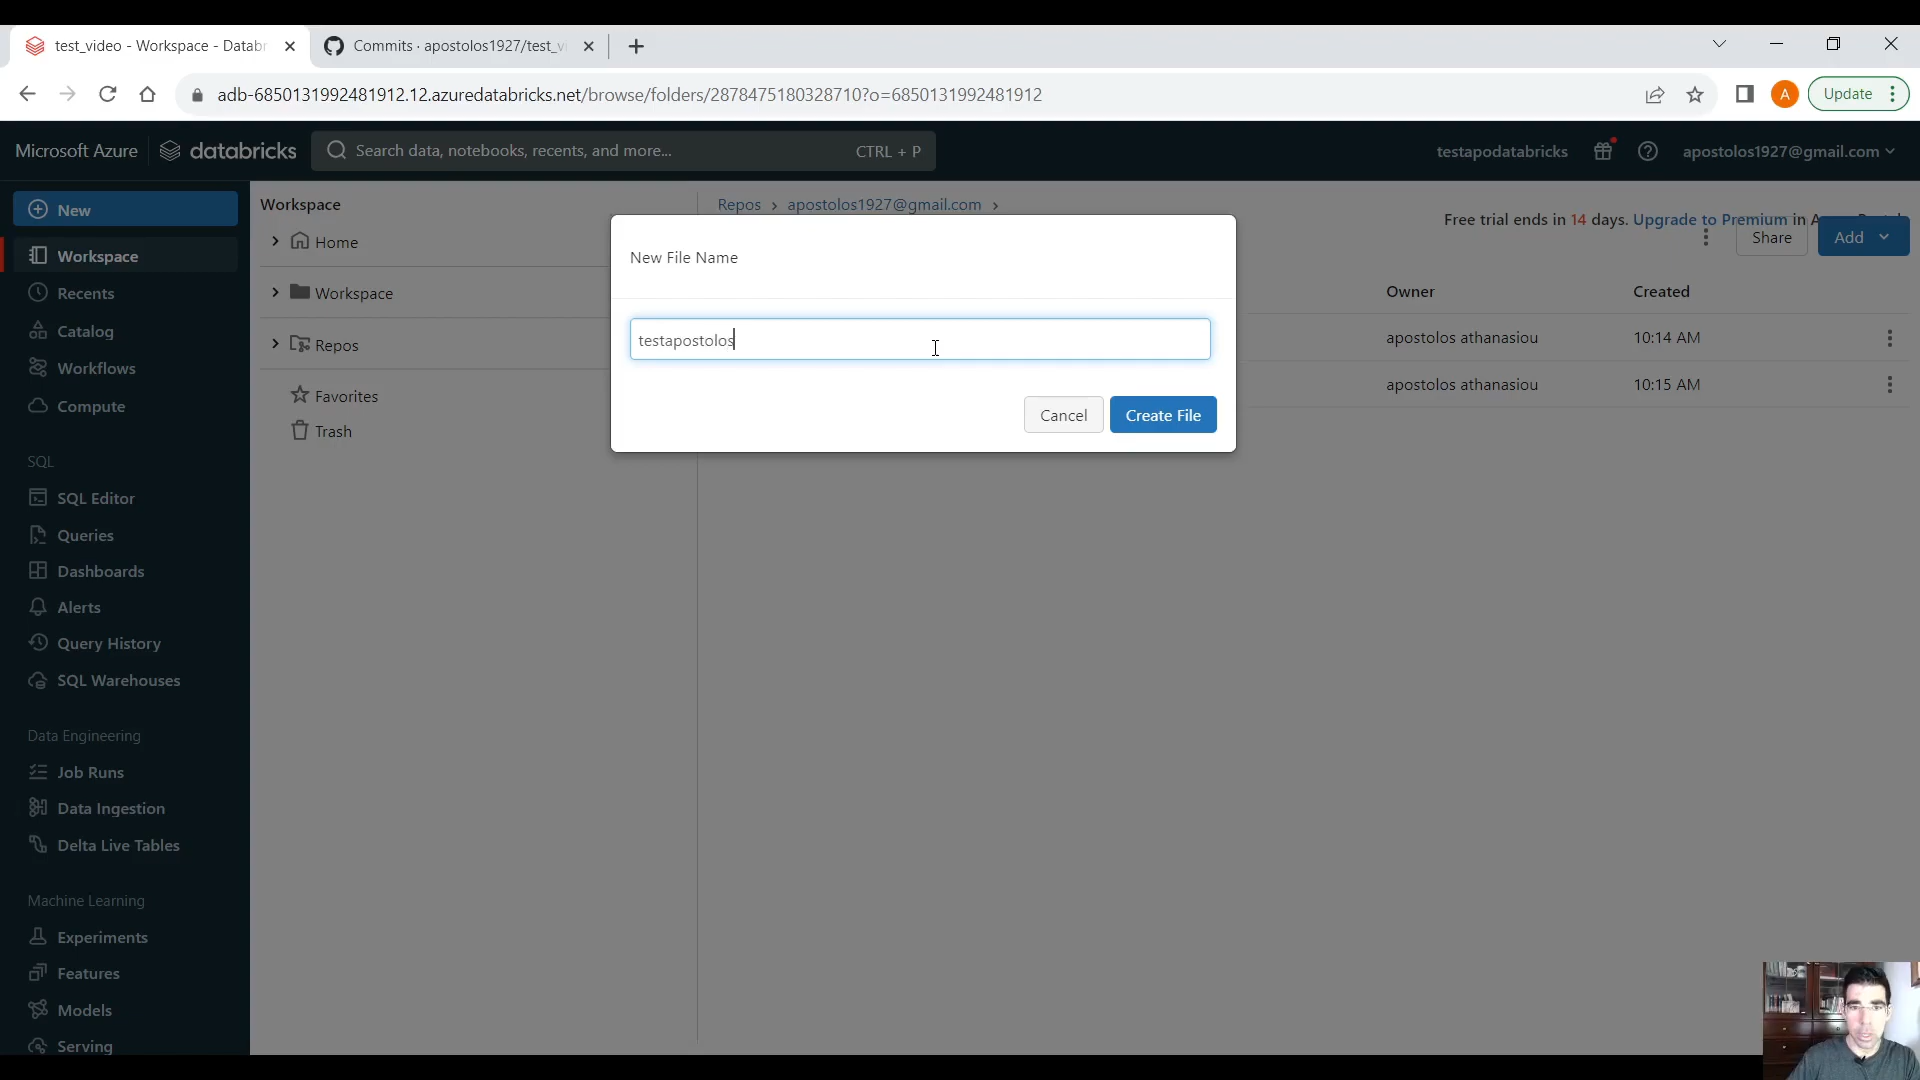 test_video - Workspace - Datab
Commits · apostolos1927/test_v
adb-6850131992481912.12.azuredatabricks.net/browse/folders/2878475180328710?o=6850131992481912
A
Update
Microsoft Azure
databricks
Search data, notebooks, recents, and more...
CTRL + P
testapodatabricks
apostolos1927@gmail.com
New
Workspace
Recents
Catalog
Workflows
Compute
SQL
SQL Editor
Queries
Dashboards
Alerts
Query History
SQL Warehouses
Data Engineering
Job Runs
Data Ingestion
Delta Live Tables
Machine Learning
Experiments
Features
Models
Serving
Workspace
Home
Workspace
Repos
Favorites
Trash
Repos > apostolos1927@gmail.com >
Free trial ends in 14 days. Upgrade to Premium in
Share
Add
Owner
Created
apostolos athanasiou
10:14 AM
apostolos athanasiou
10:15 AM
New File Name
testapostolos
Cancel
Create File